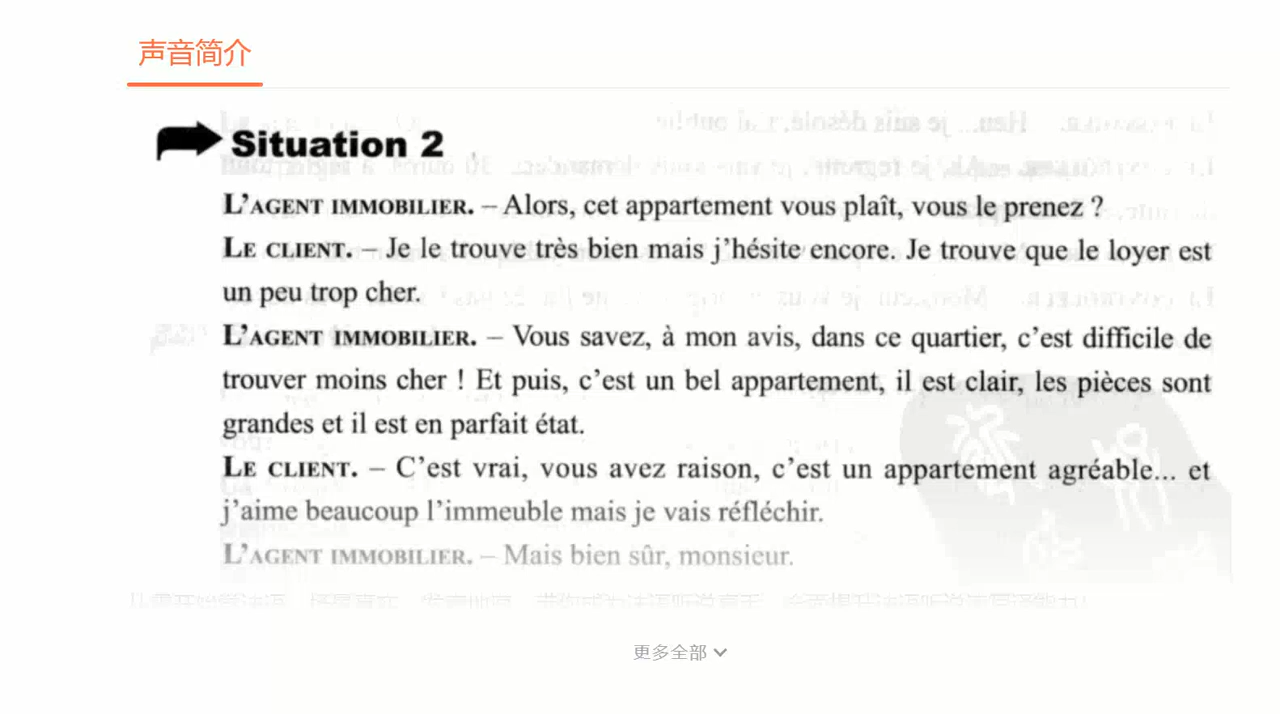 声音简介
Situation 2
L'AGENT IMMOBILIER. – Alors, cet appartement vous plaît, vous le prenez ?
LE CLIENT. – Je le trouve très bien mais j'hésite encore. Je trouve que le loyer est
un peu trop cher.
L'AGENT IMMOBILIER. – Vous savez, à mon avis, dans ce quartier, c'est difficile de
trouver moins cher ! Et puis, c'est un bel appartement, il est clair, les pièces sont
grandes et il est en parfait état.
LE CLIENT. – C'est vrai, vous avez raison, c'est un appartement agréable... et
j'aime beaucoup l'immeuble mais je vais réfléchir.
L'AGENT IMMOBILIER. – Mais bien sûr, monsieur.
更多全部